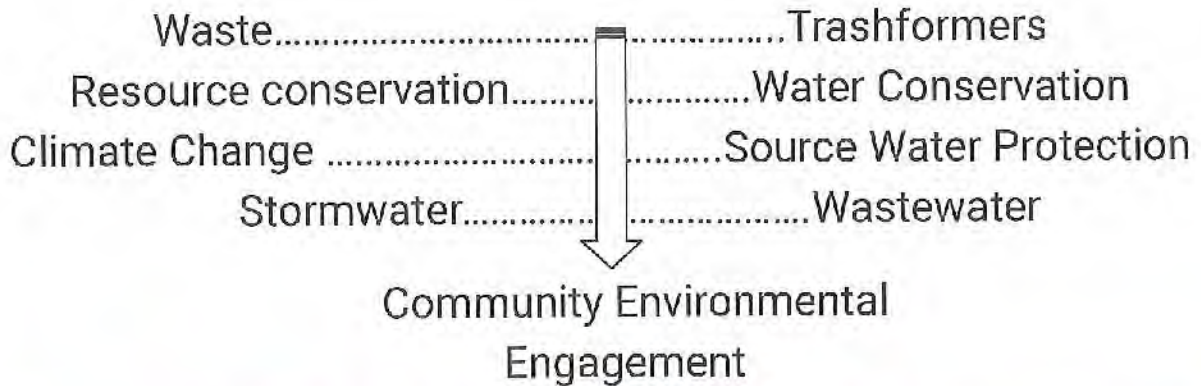 Waste.................................... ..................Trashformers
Resource conservation.......... ..............Water Conservation
Climate Change ............................. ...........Source Water Protection
Stormwater............... .....................Wastewater
Community Environmental
Engagement